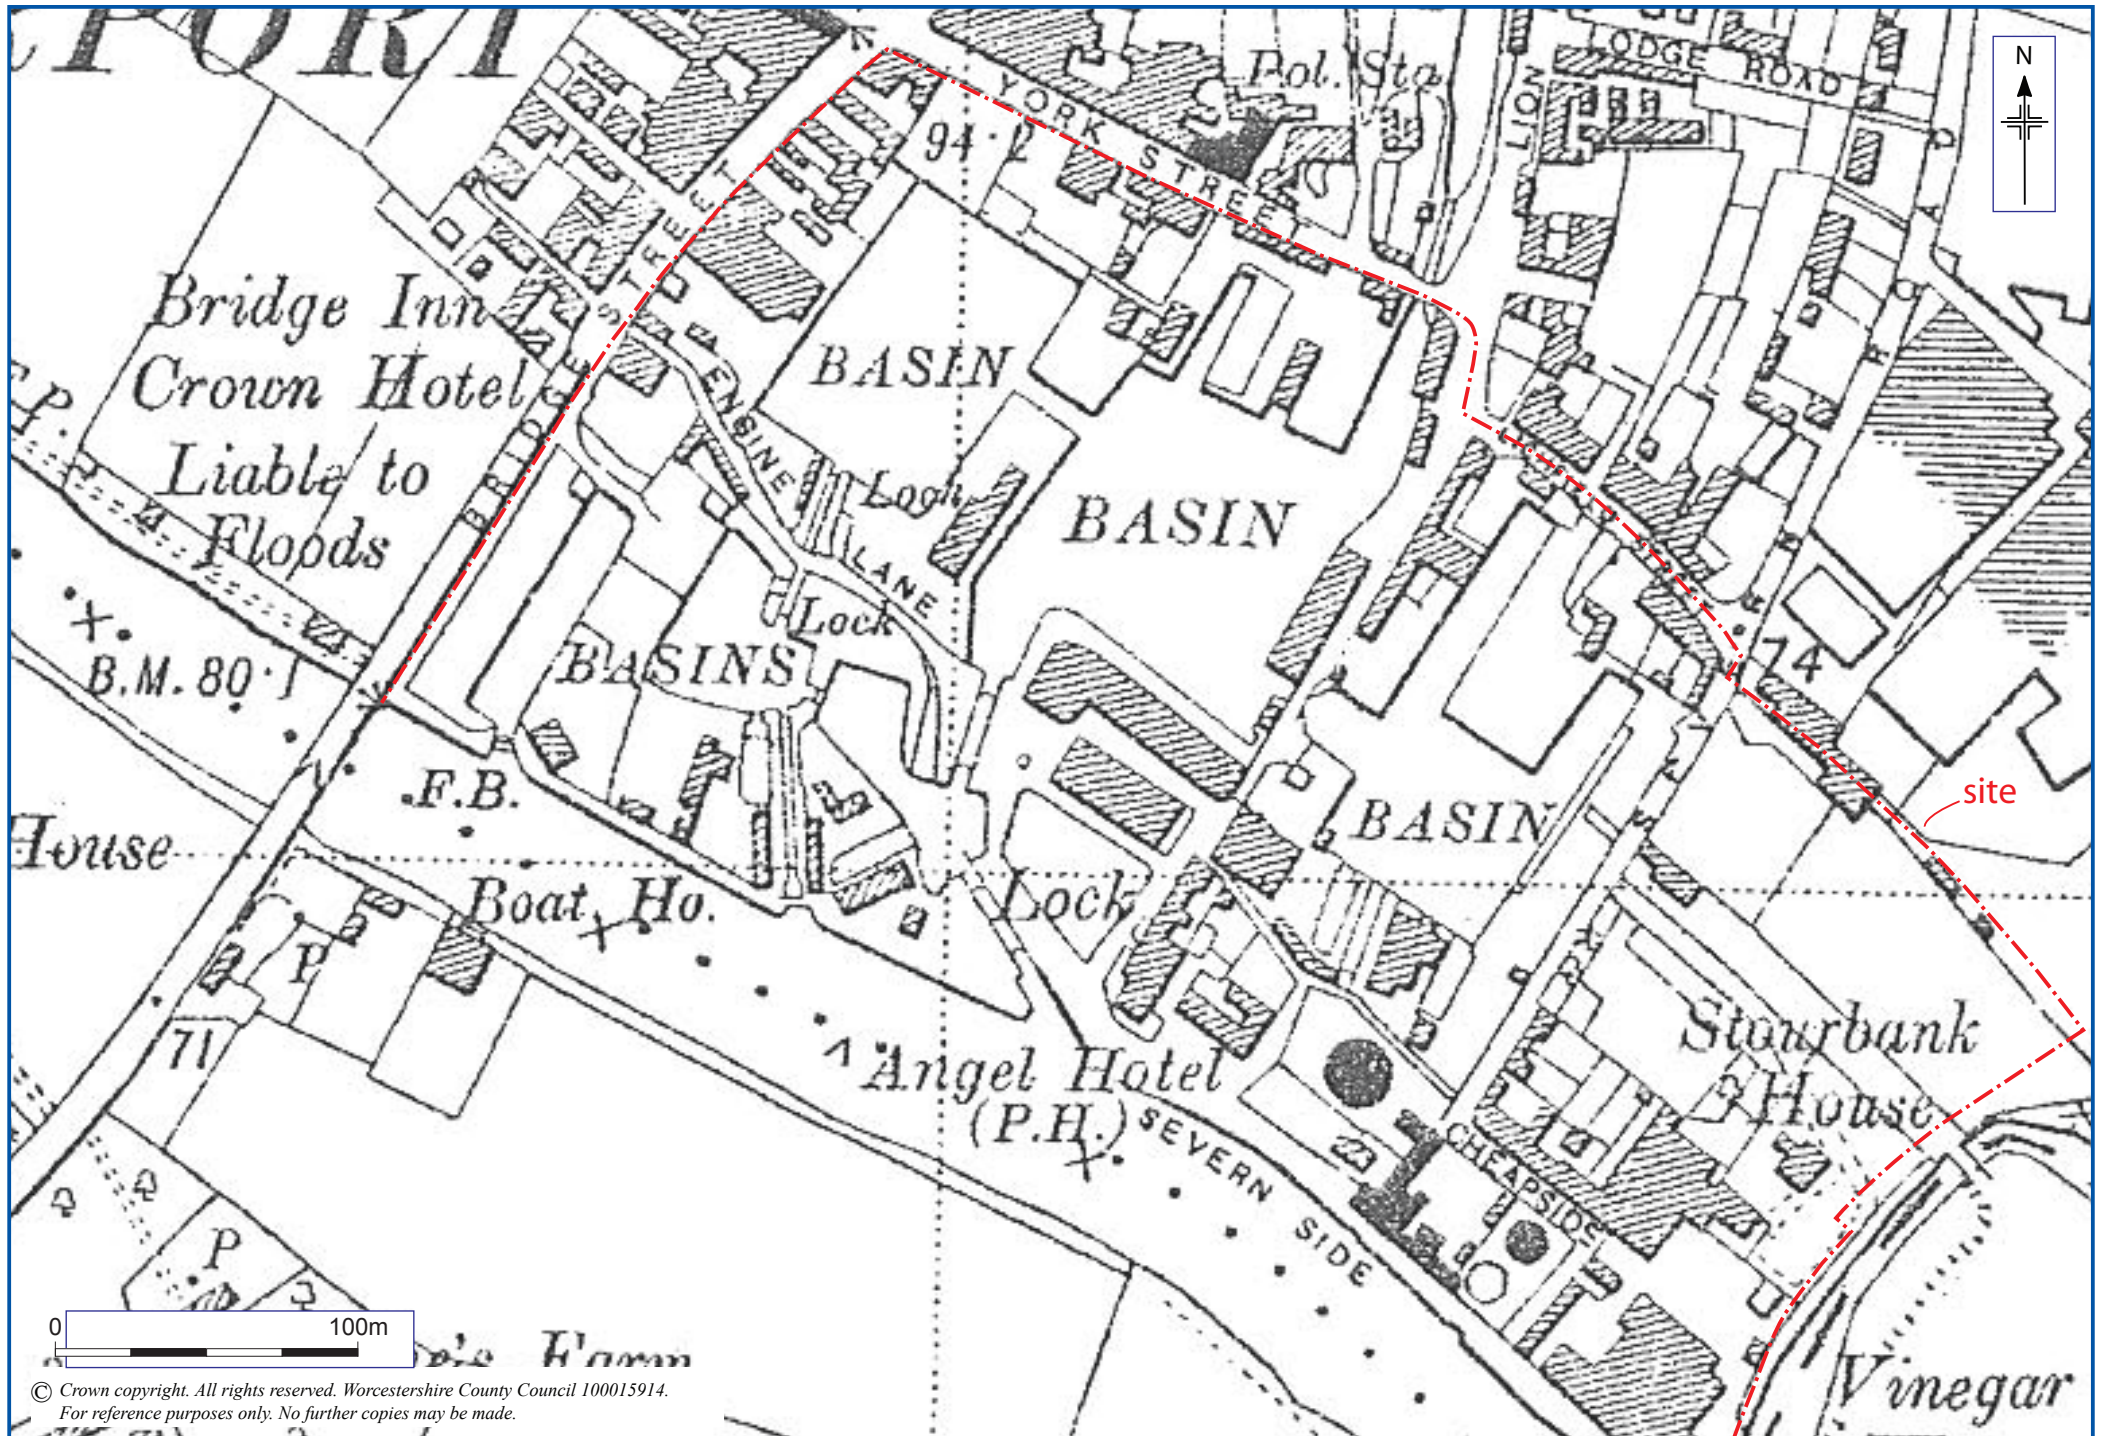 YORK STREET
Pol. Sta
ODGE ROAD
LION
N
94·2
Bridge Inn
Crown Hotel
Liable to
Floods
BRIDGE STREET
ENGINE LANE
BASIN
Lock
BASIN
F.P.
ROAD
Lock
BASINS
B.M. 80·1
74
site
F.B.
House
BASIN
Boat Ho.
Lock
P
71
Angel Hotel
(P.H.)
Stourbank
House
SEVERN SIDE
CHEAPSIDE
P
0 100m
Farm
Vinegar
© Crown copyright. All rights reserved. Worcestershire County Council 100015914.
For reference purposes only. No further copies may be made.